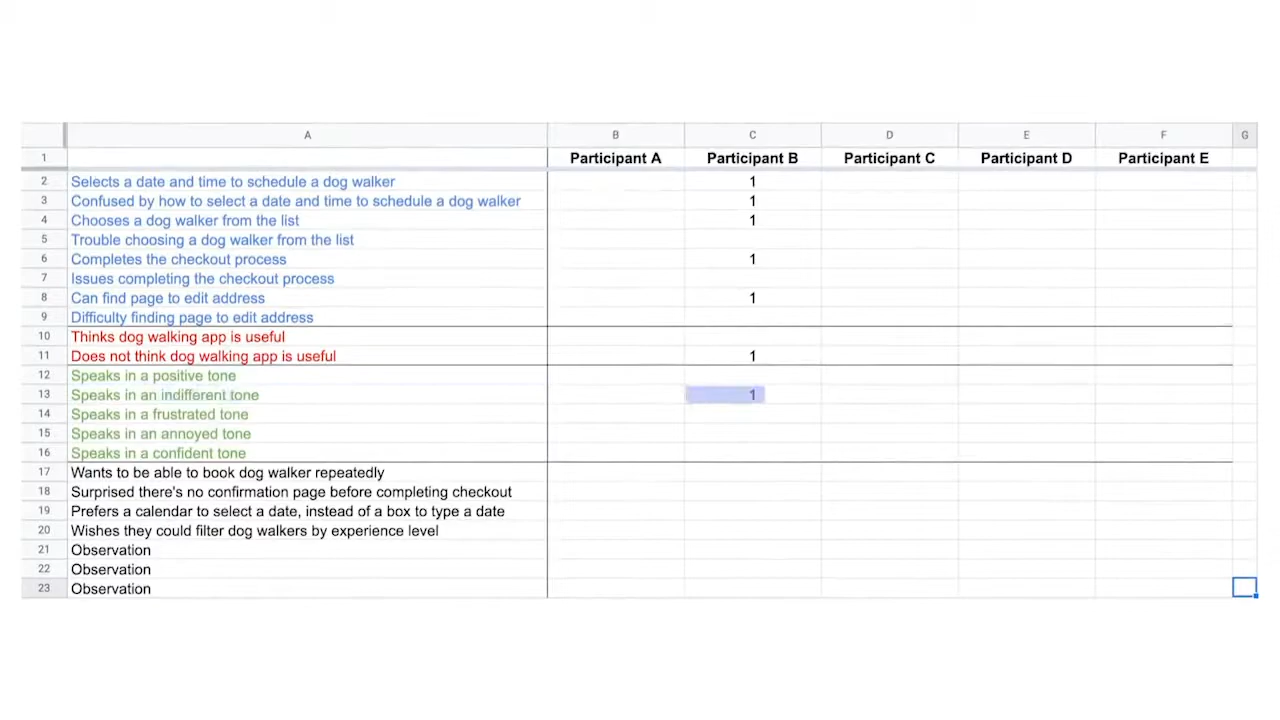 A B C D E F G
1 Participant A Participant B Participant C Participant D Participant E
2 Selects a date and time to schedule a dog walker 1
3 Confused by how to select a date and time to schedule a dog walker 1
4 Chooses a dog walker from the list 1
5 Trouble choosing a dog walker from the list
6 Completes the checkout process 1
7 Issues completing the checkout process
8 Can find page to edit address 1
9 Difficulty finding page to edit address
10 Thinks dog walking app is useful
11 Does not think dog walking app is useful 1
12 Speaks in a positive tone
13 Speaks in an indifferent tone 1
14 Speaks in a frustrated tone
15 Speaks in an annoyed tone
16 Speaks in a confident tone
17 Wants to be able to book dog walker repeatedly
18 Surprised there's no confirmation page before completing checkout
19 Prefers a calendar to select a date, instead of a box to type a date
20 Wishes they could filter dog walkers by experience level
21 Observation
22 Observation
23 Observation